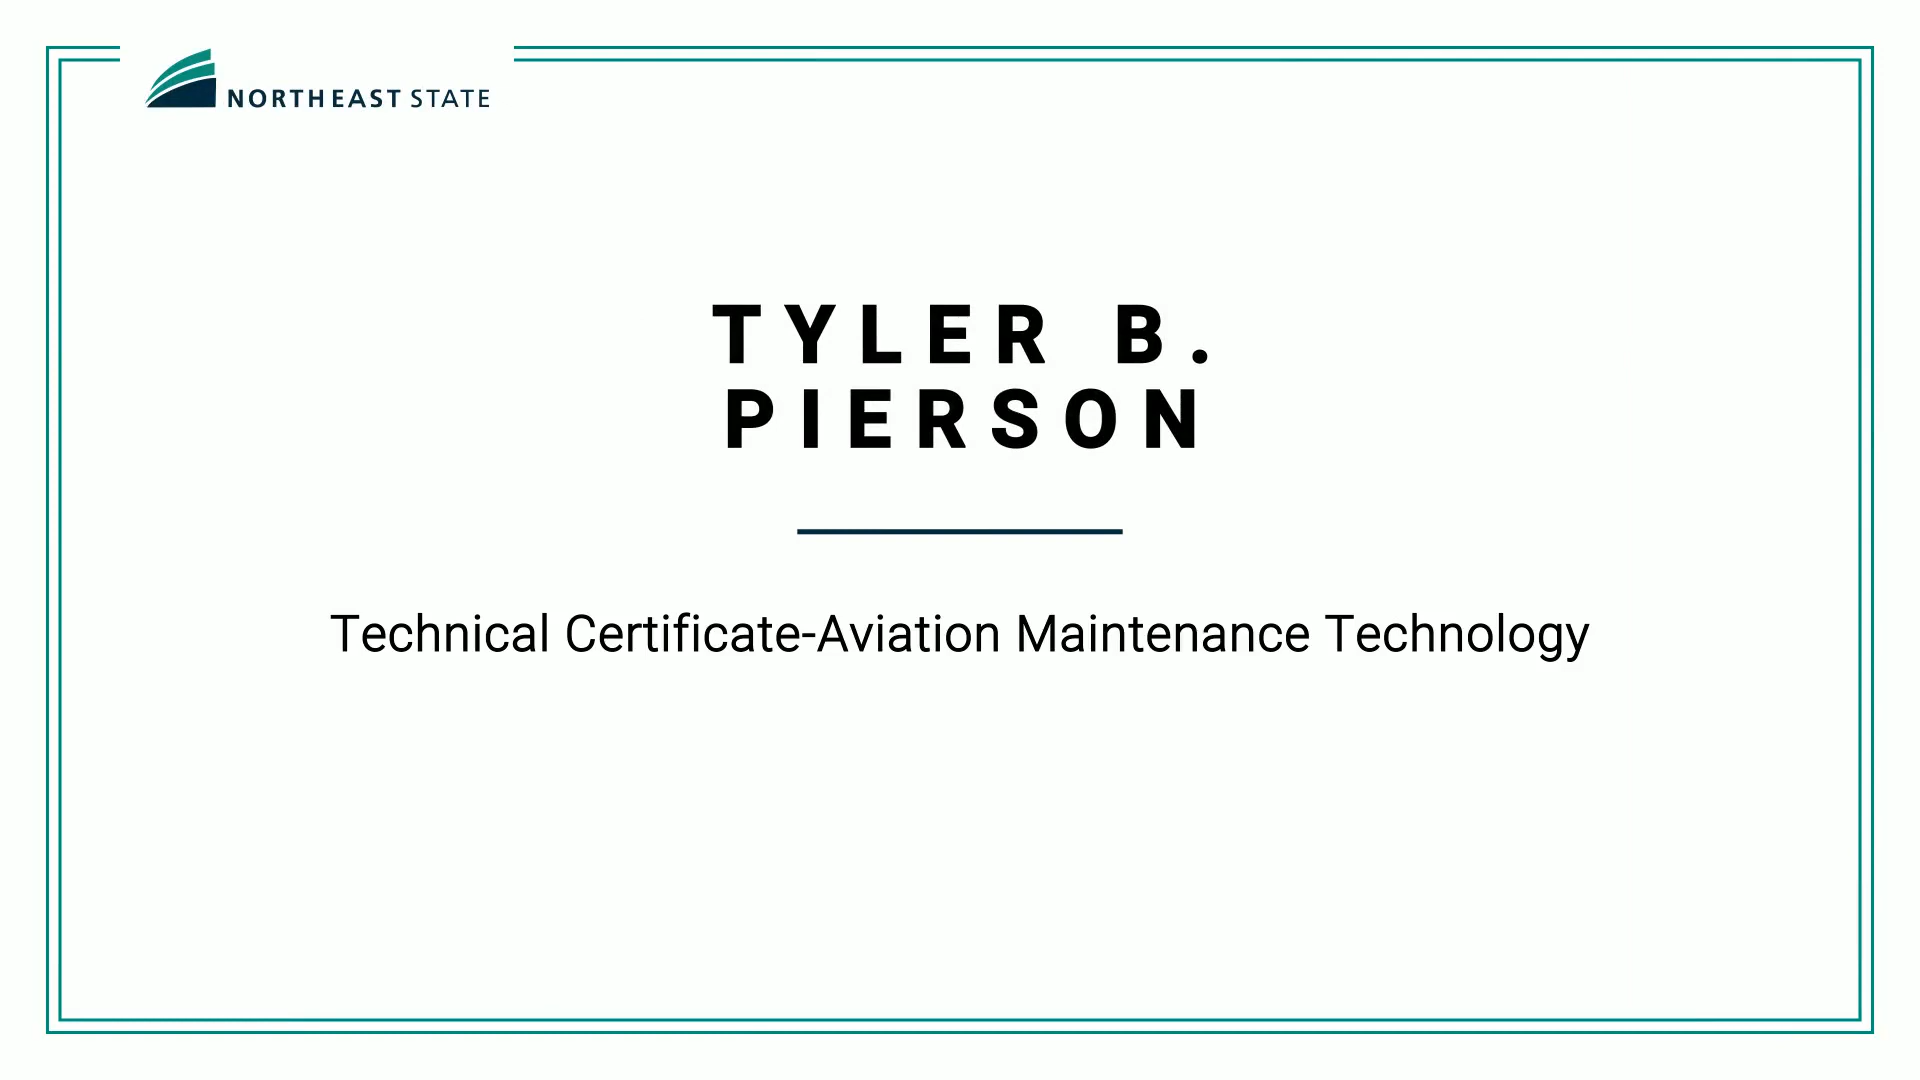 NORTHEAST STATE
TYLER B.
PIERSON
Technical Certificate-Aviation Maintenance Technology